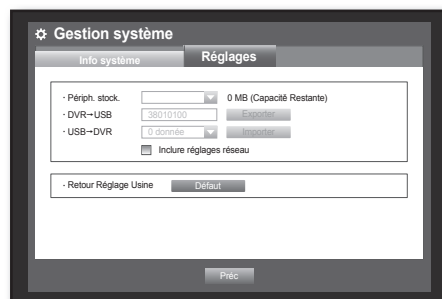 Gestion système
Info système Réglages
· Périph. stock. 0 MB (Capacitê Restante)
· DVR→USB 38010100 Exporter
· USB→DVR 0 donnée Importer
Inclure réglages réseau
· Retour Réglage Usine Défaut
Préc